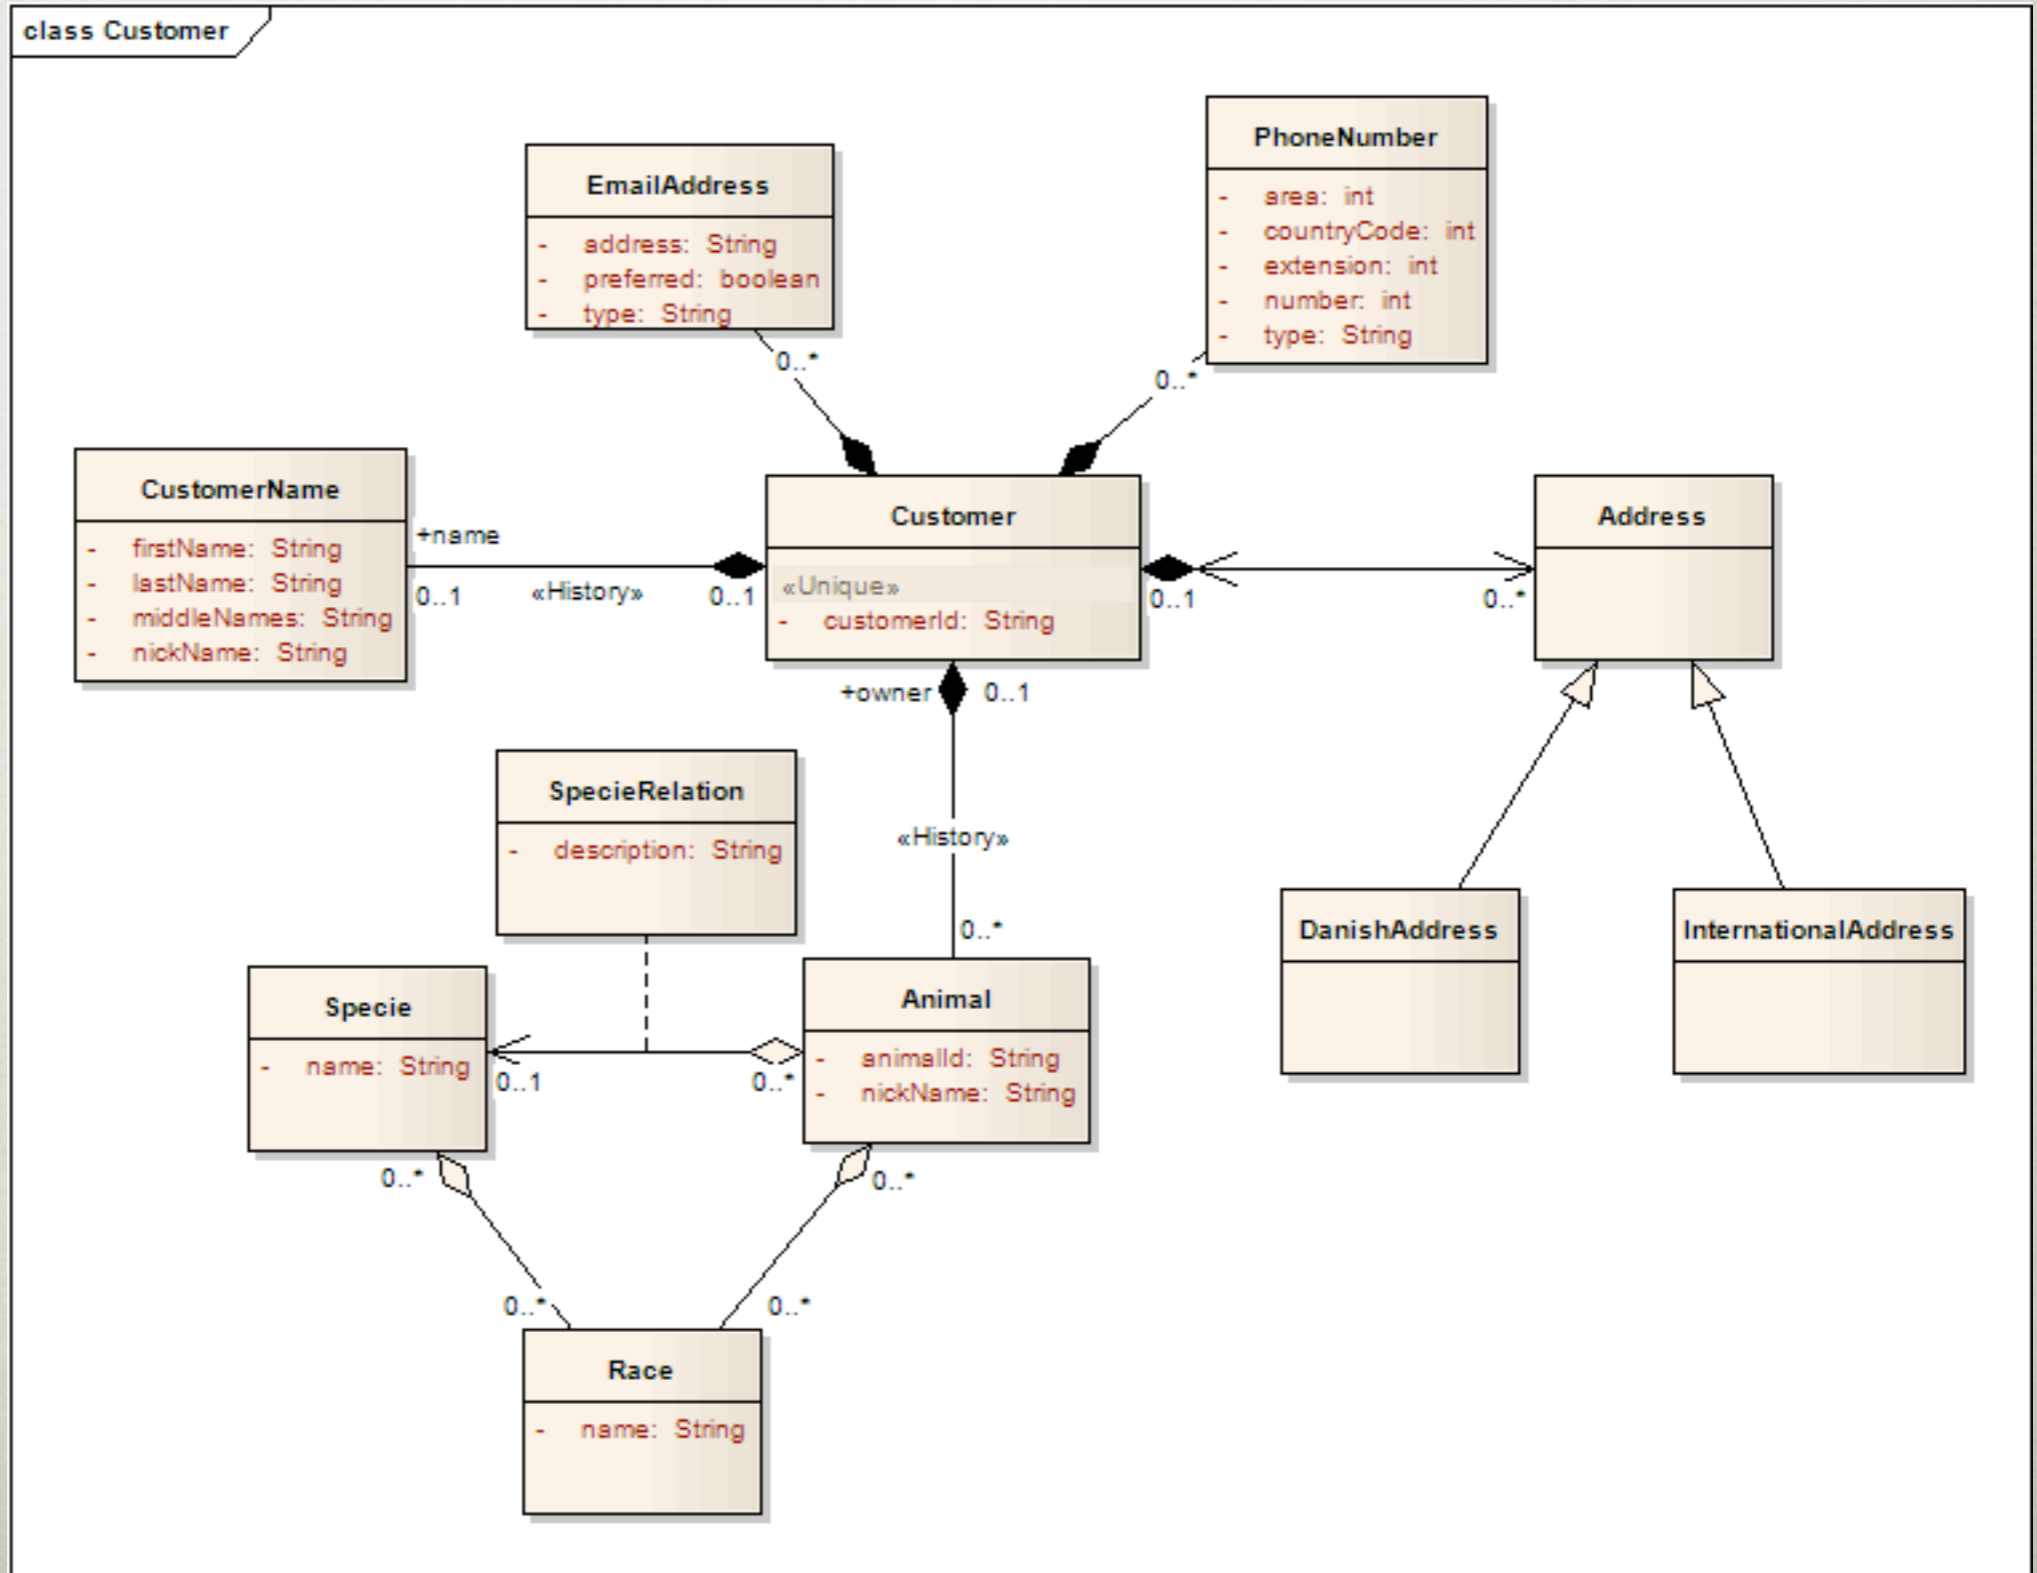 class Customer
PhoneNumber
- area: int
- countryCode: int
- extension: int
- number: int
- type: String
EmailAddress
- address: String
- preferred: boolean
- type: String
0..*
0..*
CustomerName
- firstName: String
- lastName: String
- middleNames: String
- nickName: String
+name
0..1
«History»
0..1
Customer
«Unique»
- customerId: String
0..1
0..*
Address
+owner
0..1
«History»
0..*
SpecieRelation
- description: String
DanishAddress
InternationalAddress
Specie
- name: String
0..1
0..*
Animal
- animalId: String
- nickName: String
0..*
0..*
0..*
0..*
Race
- name: String